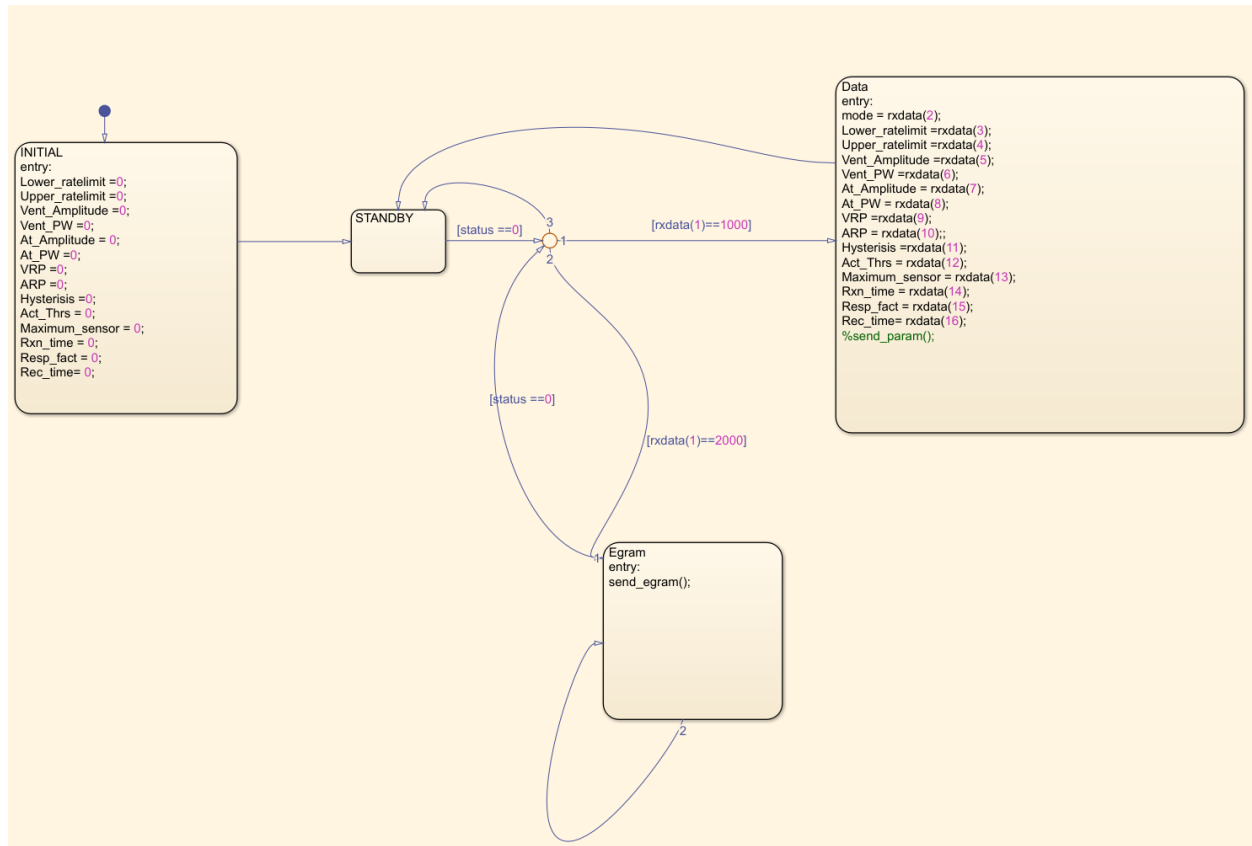 INITIAL
entry:
Lower_ratelimit =0;
Upper_ratelimit =0;
Vent_Amplitude =0;
Vent_PW =0;
At_Amplitude = 0;
At_PW =0;
VRP =0;
ARP =0;
Hysterisis =0;
Act_Thrs = 0;
Maximum_sensor = 0;
Rxn_time = 0;
Resp_fact = 0;
Rec_time= 0;
STANDBY
[status ==0]
3
1
2
[rxdata(1)==1000]
Data
entry:
mode = rxdata(2);
Lower_ratelimit =rxdata(3);
Upper_ratelimit =rxdata(4);
Vent_Amplitude =rxdata(5);
Vent_PW =rxdata(6);
At_Amplitude = rxdata(7);
At_PW = rxdata(8);
VRP =rxdata(9);
ARP = rxdata(10);;
Hysterisis =rxdata(11);
Act_Thrs = rxdata(12);
Maximum_sensor = rxdata(13);
Rxn_time = rxdata(14);
Resp_fact = rxdata(15);
Rec_time= rxdata(16);
%send_param();
[status ==0]
[rxdata(1)==2000]
1
Egram
entry:
send_egram();
2